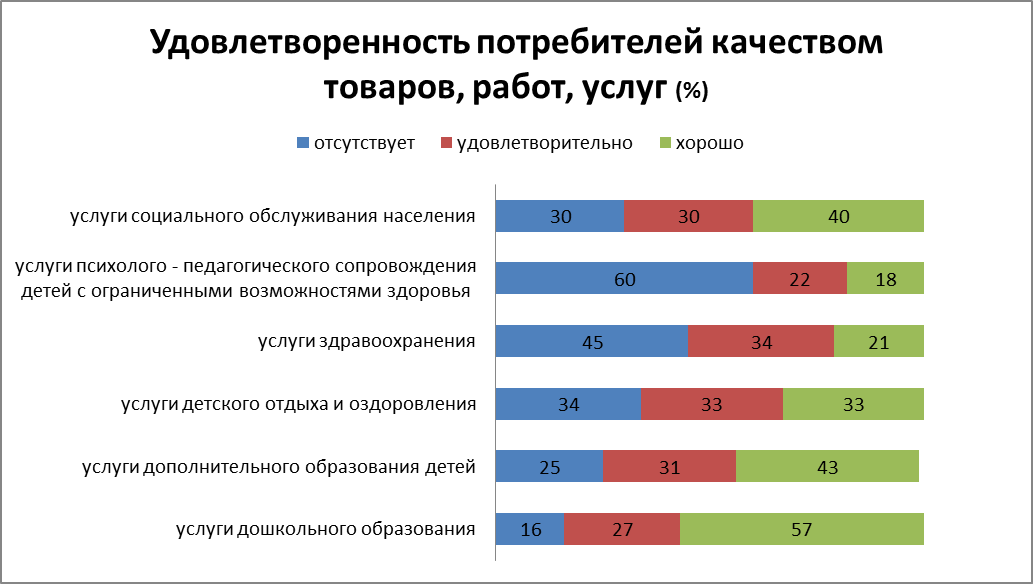 Удовлетворенность потребителей качеством
товаров, работ, услуг (%)
отсутствует удовлетворительно хорошо
услуги социального обслуживания населения 30 30 40
услуги психолого - педагогического сопровождения
детей с ограниченными возможностями здоровья 60 22 18
услуги здравоохранения 45 34 21
услуги детского отдыха и оздоровления 34 33 33
услуги дополнительного образования детей 25 31 43
услуги дошкольного образования 16 27 57